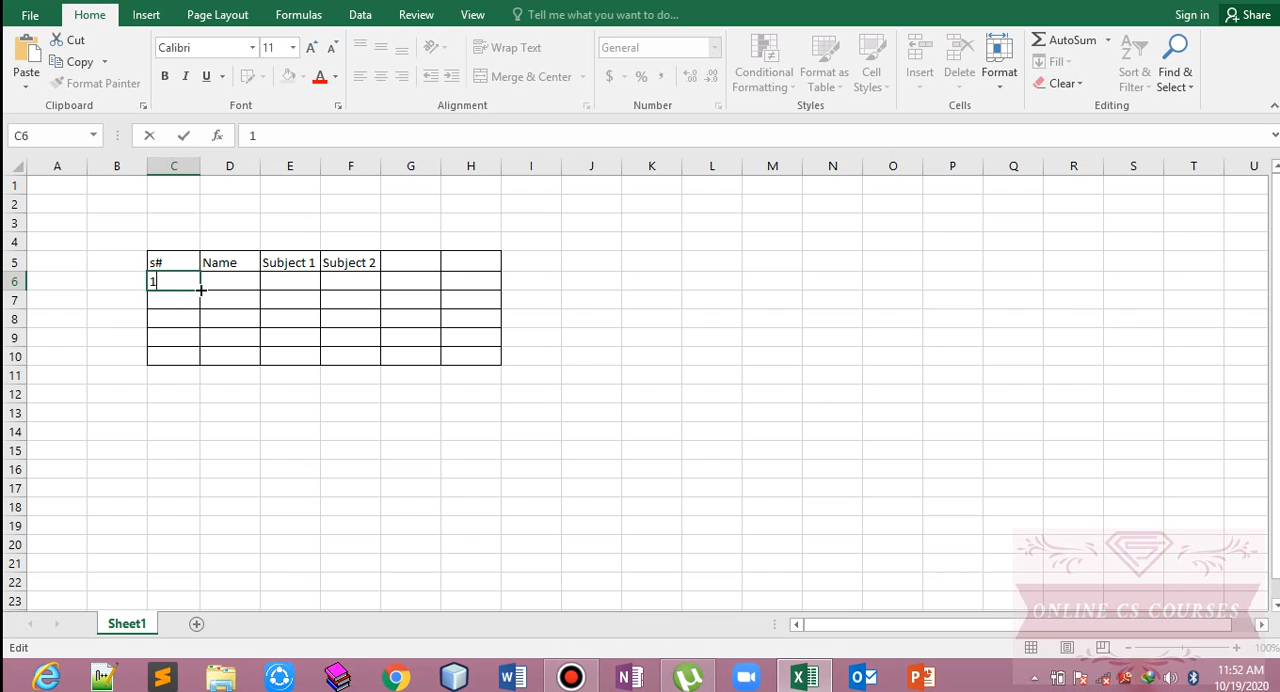 File Home Insert Page Layout Formulas Data Review View Tell me what you want to do... Sign in Share
Cut Calibri 11 Wrap Text General AutoSum
Copy Fill
Paste Format Painter B I U Merge & Center $ % , Conditional Formatting Format as Table Cell Styles Insert Delete Format Clear Sort & Filter Find & Select
Clipboard Font Alignment Number Styles Cells Editing
C6 fx 1
A B C D E F G H I J K L M N O P Q R S T U
1
2
3
4
5 s# Name Subject 1 Subject 2
6 1
7
8
9
10
11
12
13
14
15
16
17
18
19
20
21
22
23
ONLINE CS COURSES
Sheet1
Edit 100%
11:52 AM
10/19/2020